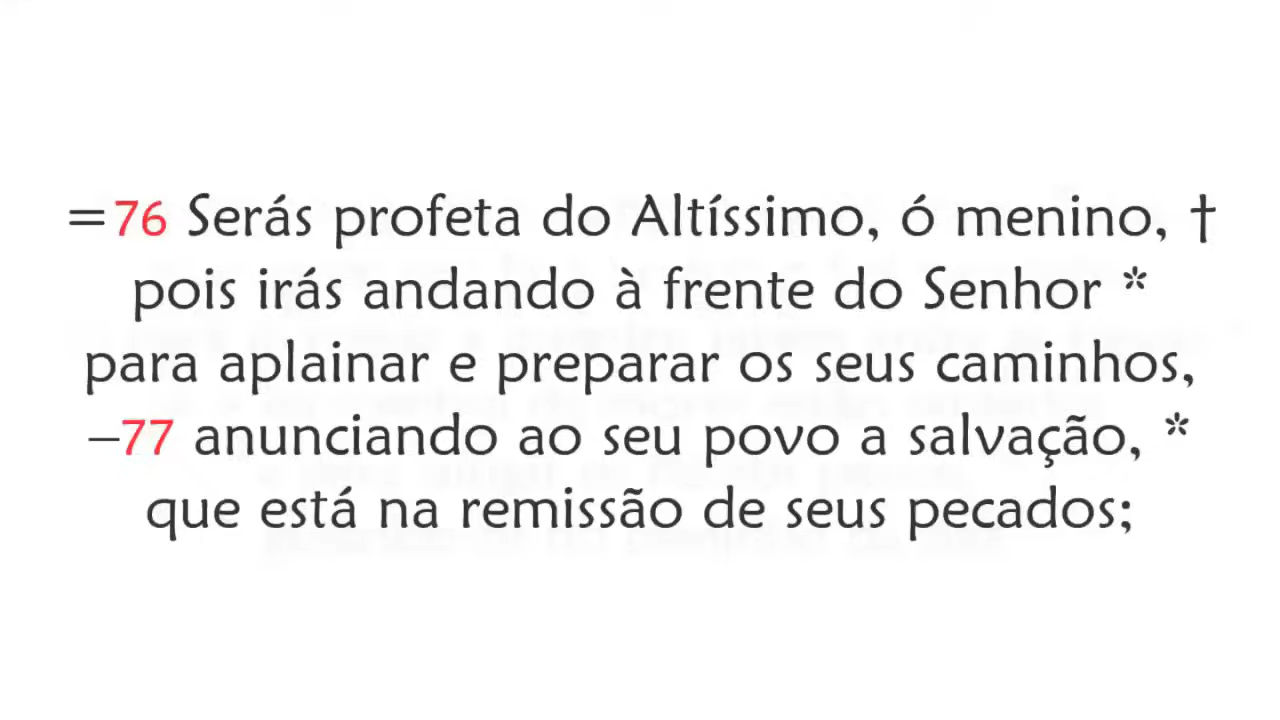 =76 Serás profeta do Altíssimo, ó menino, †
pois irás andando à frente do Senhor *
para aplainar e preparar os seus caminhos,
–77 anunciando ao seu povo a salvação, *
que está na remissão de seus pecados;